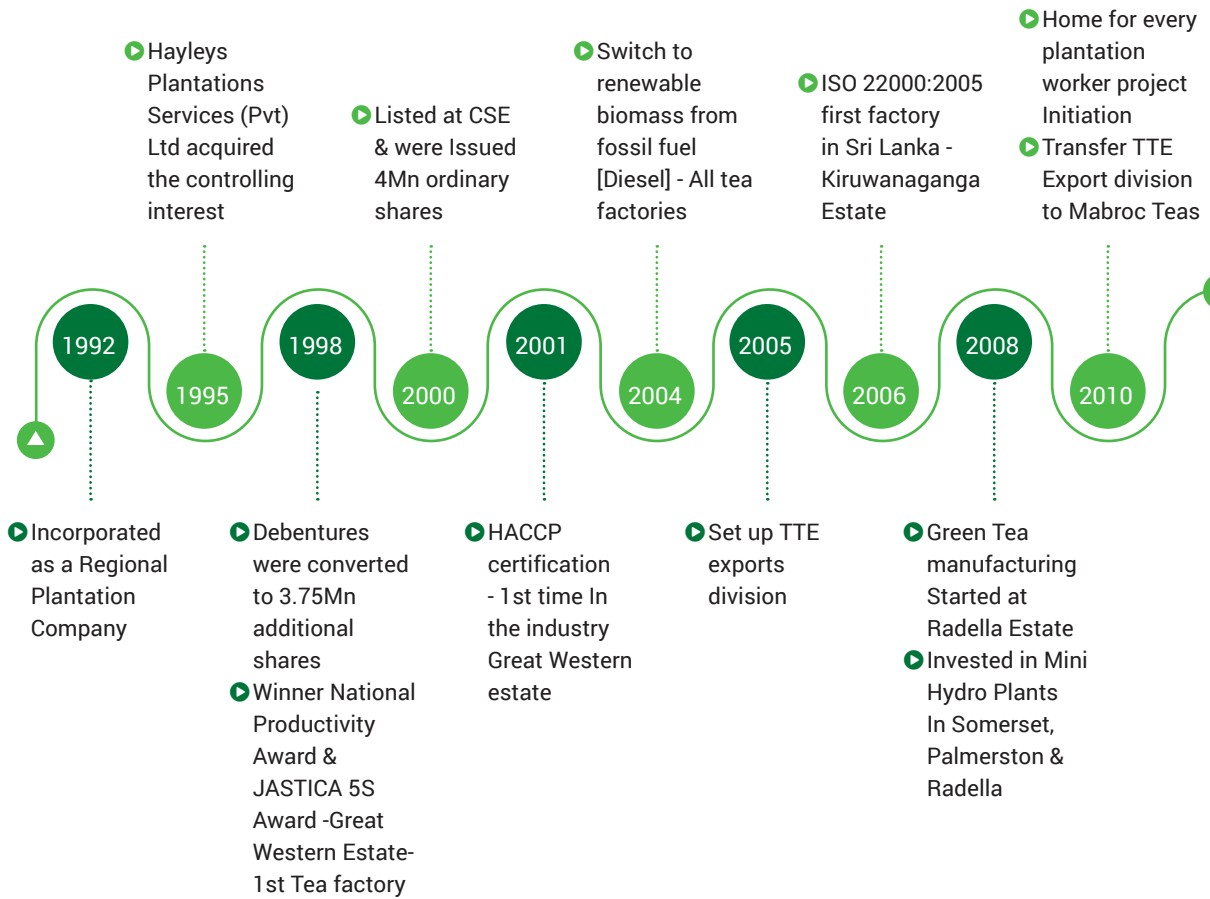 Hayleys
Plantations
Services (Pvt)
Ltd acquired
the controlling
interest
Listed at CSE
& were Issued
4Mn ordinary
shares
Switch to
renewable
biomass from
fossil fuel
[Diesel] - All tea
factories
ISO 22000:2005
first factory
in Sri Lanka -
Kiruwanaganga
Estate
Home for every
plantation
worker project
Initiation
Transfer TTE
Export division
to Mabroc Teas
1992
1995
1998
2000
2001
2004
2005
2006
2008
2010
Incorporated
as a Regional
Plantation
Company
Debentures
were converted
to 3.75Mn
additional
shares
Winner National
Productivity
Award &
JASTICA 5S
Award -Great
Western Estate-
1st Tea factory
HACCP
certification
- 1st time In
the industry
Great Western
estate
Set up TTE
exports
division
Green Tea
manufacturing
Started at
Radella Estate
Invested in Mini
Hydro Plants
In Somerset,
Palmerston &
Radella